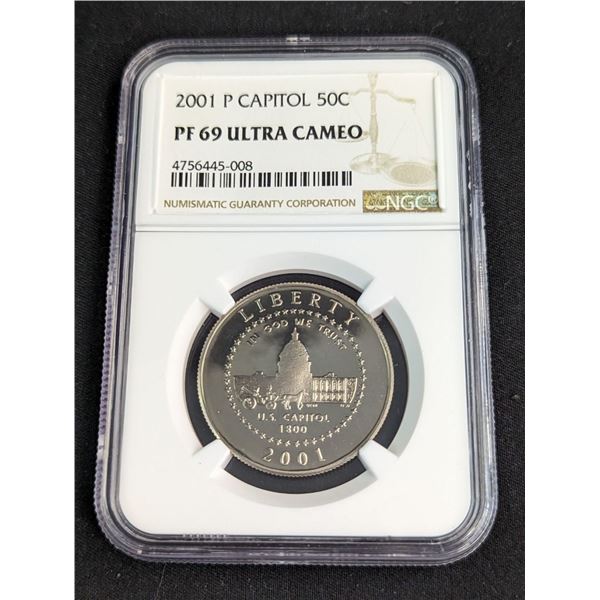 2001 P CAPITOL 50C
PF 69 ULTRA CAMEO
4756445-008
NUMISMATIC GUARANTY CORPORATION
NGC
LIBERTY
IN GOD WE TRUST
U.S. CAPITOL
1800
2001